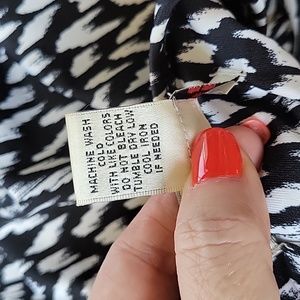 MACHINE WASH
COLD
WITH LIKE COLORS
DO NOT BLEACH
TUMBLE DRY LOW
COOL IRON
IF NEEDED